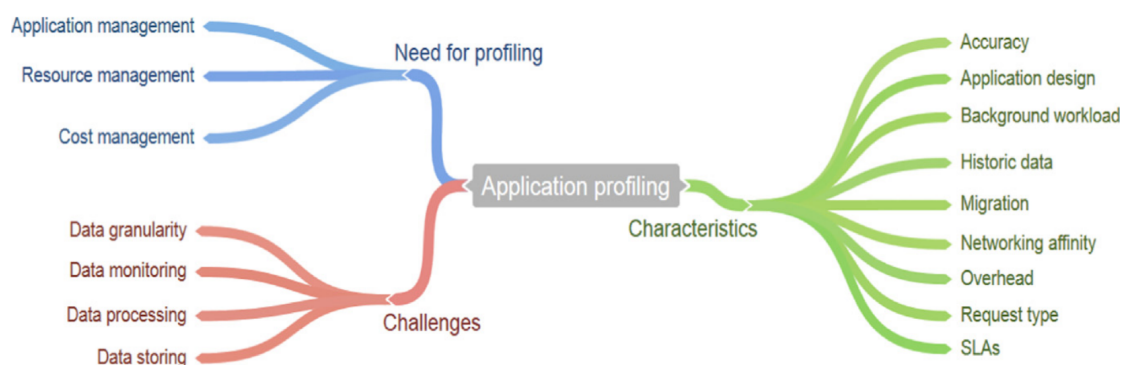 Application management
Resource management
Cost management
Need for profiling
Data granularity
Data monitoring
Data processing
Data storing
Challenges
Application profiling
Characteristics
Accuracy
Application design
Background workload
Historic data
Migration
Networking affinity
Overhead
Request type
SLAs